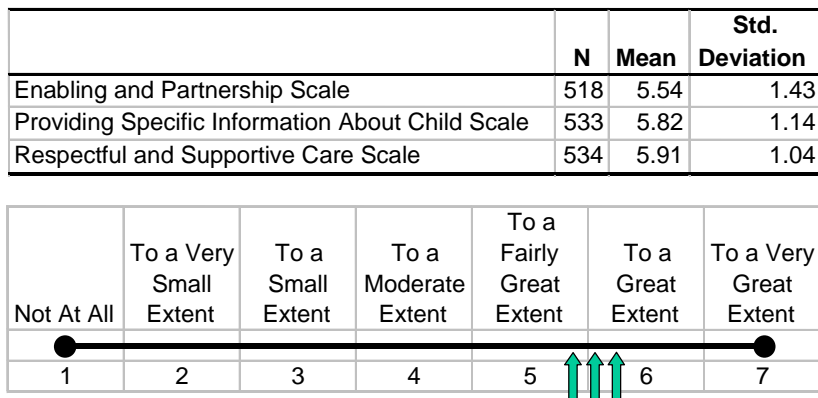 Std.
N Mean Deviation
Enabling and Partnership Scale 518 5.54 1.43
Providing Specific Information About Child Scale 533 5.82 1.14
Respectful and Supportive Care Scale 534 5.91 1.04
Not At All
To a Very
Small
Extent
To a
Small
Extent
To a
Moderate
Extent
To a
Fairly
Great
Extent
To a
Great
Extent
To a Very
Great
Extent
1 2 3 4 5 6 7